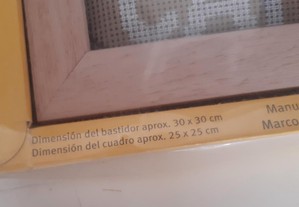 Dimensión del bastidor aprox. 30 x 30 cm
Dimensión del cuadro aprox. 25 x 25 cm
Manu
Marco